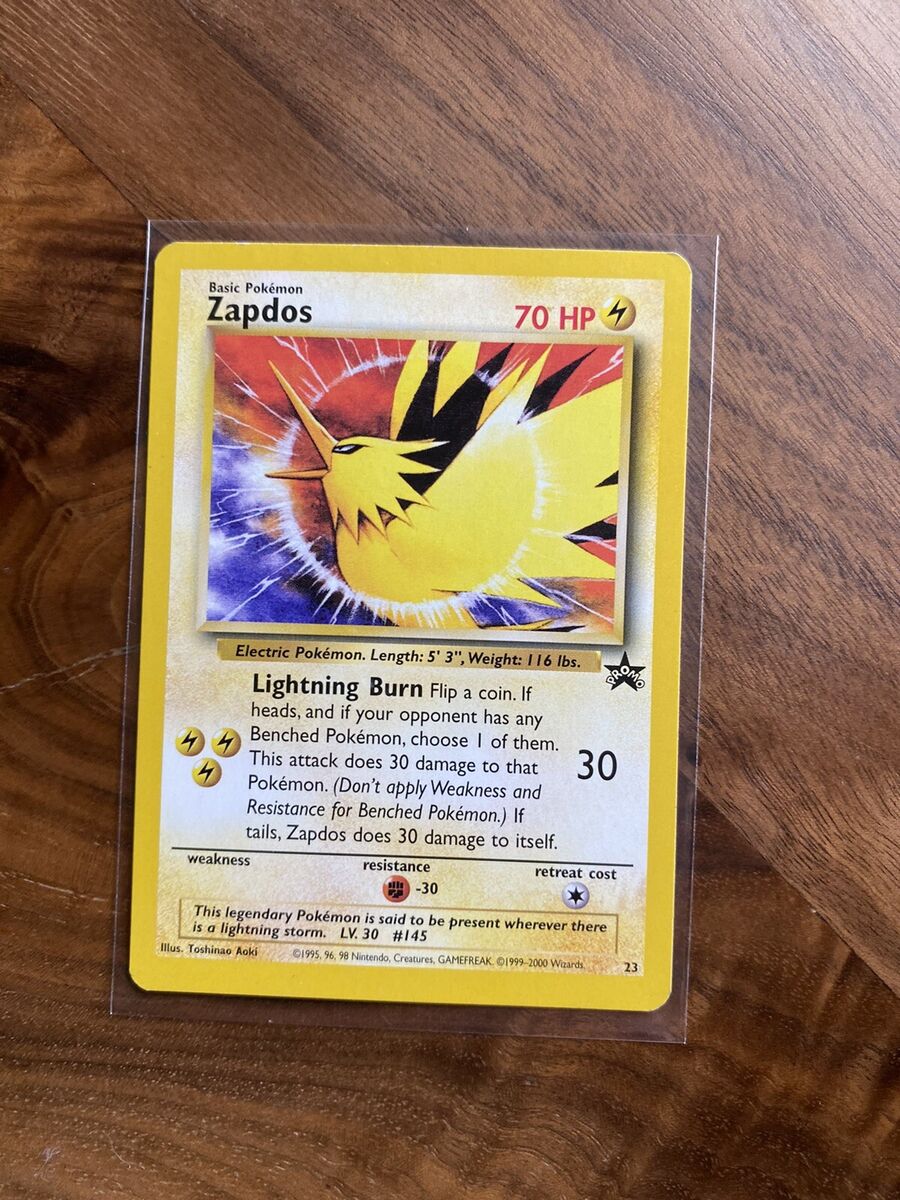 Basic Pokémon
Zapdos
70 HP
Electric Pokémon. Length: 5' 3", Weight: 116 lbs.
PROMO
Lightning Burn Flip a coin. If
heads, and if your opponent has any
Benched Pokémon, choose 1 of them.
This attack does 30 damage to that
Pokémon. (Don't apply Weakness and
Resistance for Benched Pokémon.) If
tails, Zapdos does 30 damage to itself.
30
weakness
resistance
-30
retreat cost
This legendary Pokémon is said to be present wherever there
is a lightning storm. LV. 30 #145
Illus. Toshinao Aoki
©1995, 96, 98 Nintendo, Creatures, GAMEFREAK. ©1999-2000 Wizards.
23